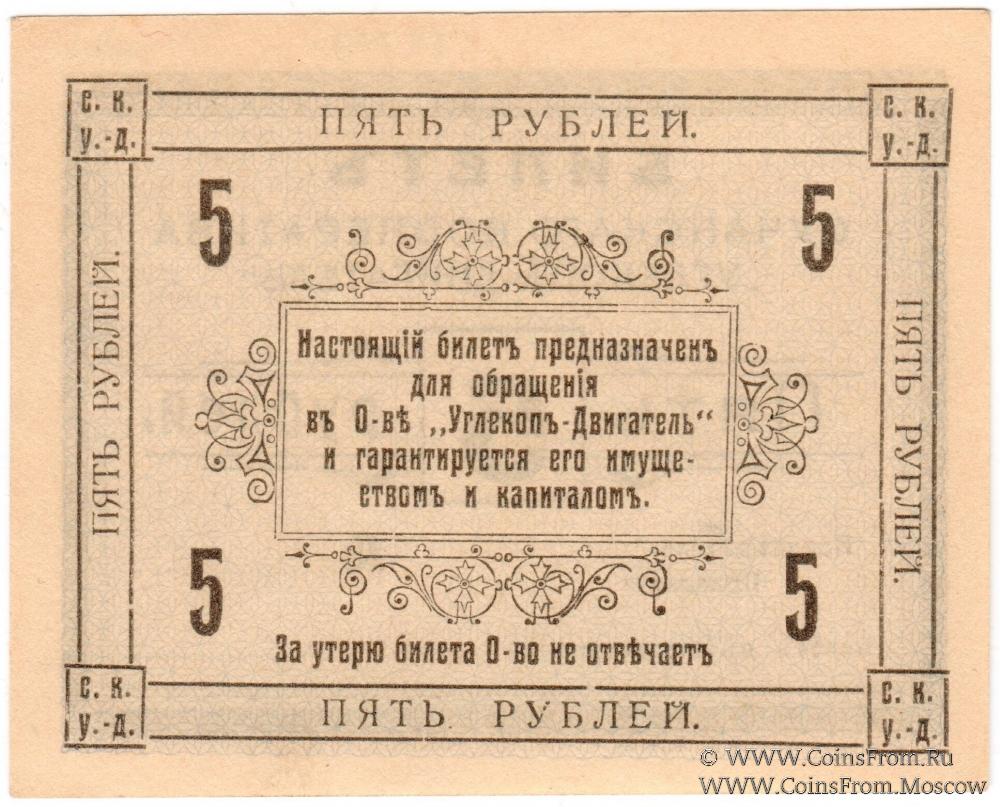 с. к.
у.-д.
ПЯТЬ РУБЛЕЙ.
с. к.
у.-д.
5
5
ПЯТЬ РУБЛЕЙ.
ПЯТЬ РУБЛЕЙ.
Настоящій билетъ предназначенъ
для обращенія
въ О-вѣ „Углекопъ-Двигатель"
и гарантируется его имуще-
ствомъ и капиталомъ.
5
5
За утерю билета О-во не отвѣчаетъ
с. к.
у.-д.
ПЯТЬ. РУБЛЕЙ.
с. к.
у.-д.
© WWW.CoinsFrom.Ru
WWW.CoinsFrom.Moscow